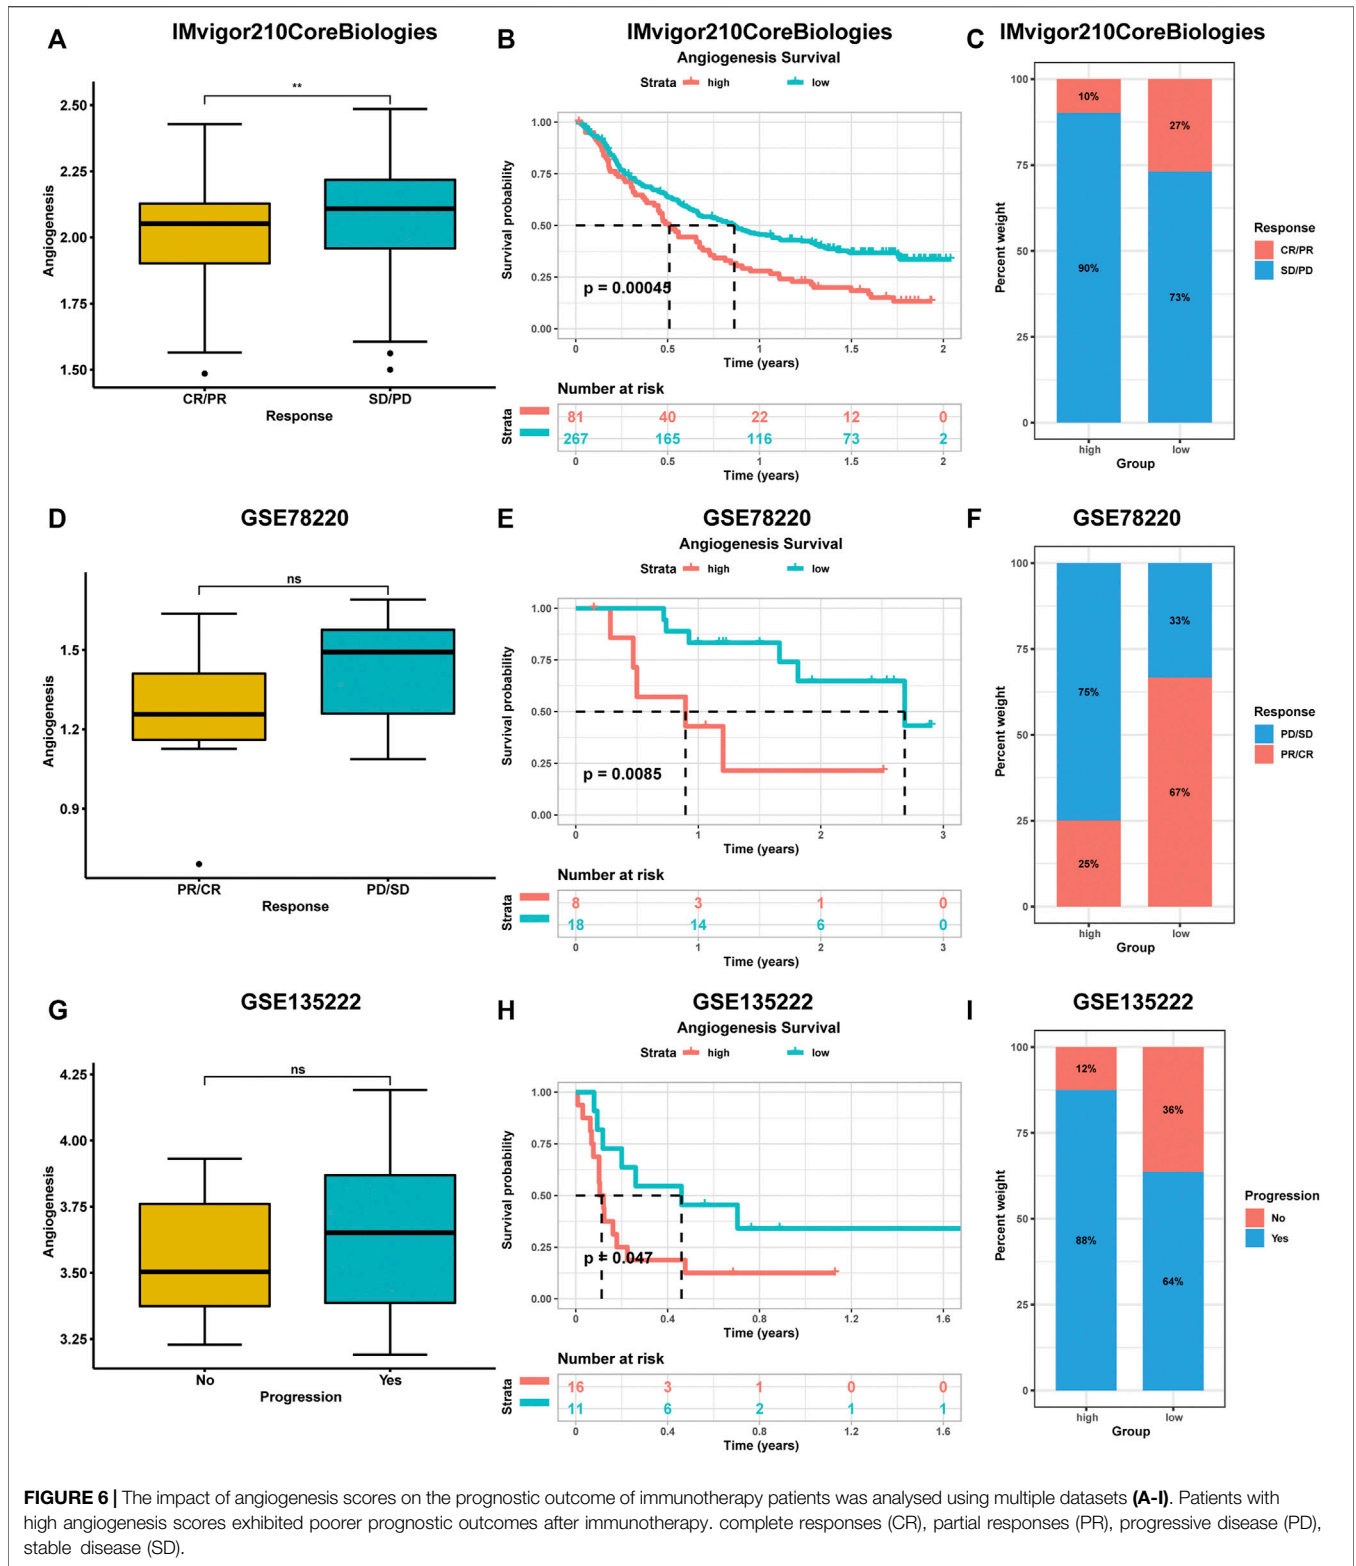 A
IMvigor210CoreBiologies
**
Angiogenesis
2.50
2.25
2.00
1.75
1.50
CR/PR
SD/PD
Response
B
IMvigor210CoreBiologies
Angiogenesis Survival
Strata high low
Survival probability
1.00
0.75
0.50
0.25
0.00
p = 0.00045
0 0.5 1 1.5 2
Time (years)
Number at risk
Strata
81 40 22 12 0
267 165 116 73 2
0 0.5 1 1.5 2
Time (years)
C
IMvigor210CoreBiologies
Percent weight
100
75
50
25
0
10%
27%
90%
73%
high low
Group
Response
CR/PR
SD/PD
D
GSE78220
ns
Angiogenesis
1.5
1.2
0.9
PR/CR
PD/SD
Response
E
GSE78220
Angiogenesis Survival
Strata high low
Survival probability
1.00
0.75
0.50
0.25
0.00
p = 0.0085
0 1 2 3
Time (years)
Number at risk
Strata
8 3 1 0
18 14 6 0
0 1 2 3
Time (years)
F
GSE78220
Percent weight
100
75
50
25
0
33%
75%
67%
25%
high low
Group
Response
PD/SD
PR/CR
G
GSE135222
ns
Angiogenesis
4.25
4.00
3.75
3.50
3.25
No
Yes
Progression
H
GSE135222
Angiogenesis Survival
Strata high low
Survival probability
1.00
0.75
0.50
0.25
0.00
p = 0.047
0 0.4 0.8 1.2 1.6
Time (years)
Number at risk
Strata
16 3 1 0 0
11 6 2 1 1
0 0.4 0.8 1.2 1.6
Time (years)
I
GSE135222
Percent weight
100
75
50
25
0
12%
36%
88%
64%
high low
Group
Progression
No
Yes
FIGURE 6 | The impact of angiogenesis scores on the prognostic outcome of immunotherapy patients was analysed using multiple datasets (A-I). Patients with
high angiogenesis scores exhibited poorer prognostic outcomes after immunotherapy. complete responses (CR), partial responses (PR), progressive disease (PD),
stable disease (SD).